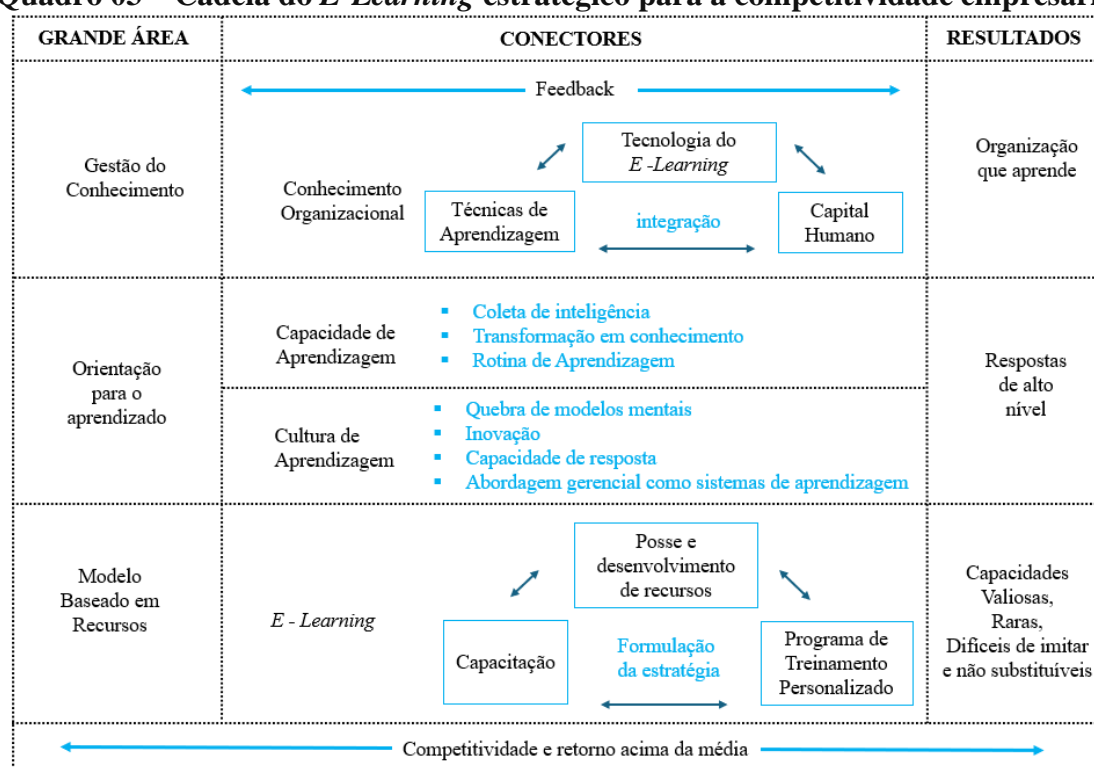 Quadro 03 – Cadeia do E-Learning estratégico para a competitividade
GRANDE ÁREA
CONECTORES
RESULTADOS
Feedback
Gestão do
Conhecimento
Conhecimento
Organizacional
Tecnologia do
E -Learning
Técnicas de
Aprendizagem
integração
Capital
Humano
Organização
que aprende
Orientação
para o
aprendizado
Capacidade de
Aprendizagem
▪ Coleta de inteligência
▪ Transformação em conhecimento
▪ Rotina de Aprendizagem
Cultura de
Aprendizagem
▪ Quebra de modelos mentais
▪ Inovação
▪ Capacidade de resposta
▪ Abordagem gerencial como sistemas de aprendizagem
Respostas
de alto
nível
Modelo
Baseado em
Recursos
E - Learning
Posse e
desenvolvimento
de recursos
Capacitação
Formulação
da estratégia
Programa de
Treinamento
Personalizado
Capacidades
Valiosas,
Raras,
Difíceis de imitar
e não substituíveis
Competitividade e retorno acima da média